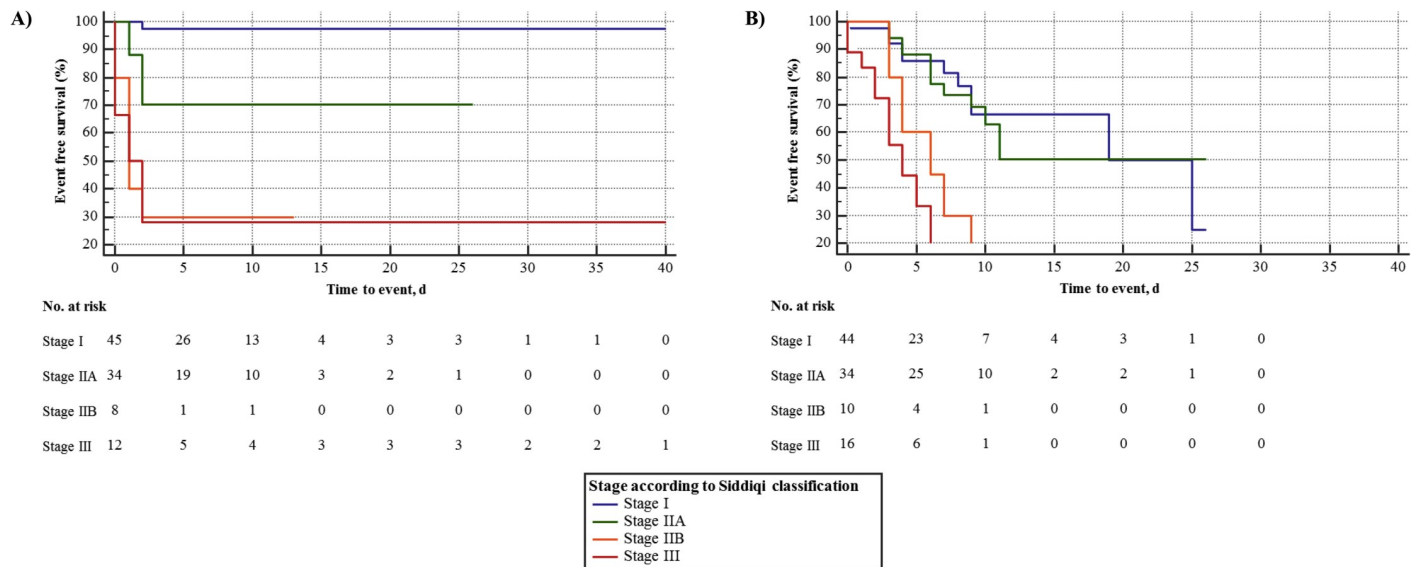 A)
Event free survival (%)
100
90
80
70
60
50
40
30
20
0 5 10 15 20 25 30 35 40
Time to event, d
No. at risk
Stage I 45 26 13 4 3 3 1 1 0
Stage IIA 34 19 10 3 2 1 0 0 0
Stage IIB 8 1 1 0 0 0 0 0 0
Stage III 12 5 4 3 3 3 2 2 1
B)
Event free survival (%)
100
90
80
70
60
50
40
30
20
0 5 10 15 20 25 30 35 40
Time to event, d
No. at risk
Stage I 44 23 7 4 3 1 0
Stage IIA 34 25 10 2 2 1 0
Stage IIB 10 4 1 0 0 0 0
Stage III 16 6 1 0 0 0 0
Stage according to Siddiqi classification
Stage I
Stage IIA
Stage IIB
Stage III